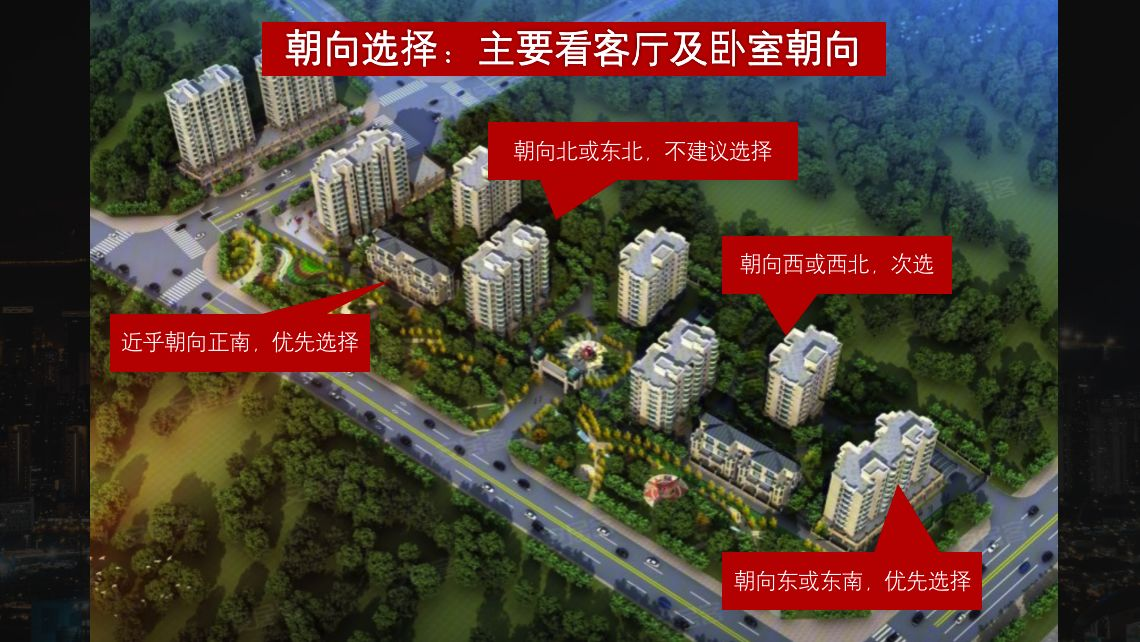 朝向选择：主要看客厅及卧室朝向
朝向北或东北，不建议选择
朝向西或西北，次选
近乎朝向正南，优先选择
朝向东或东南，优先选择